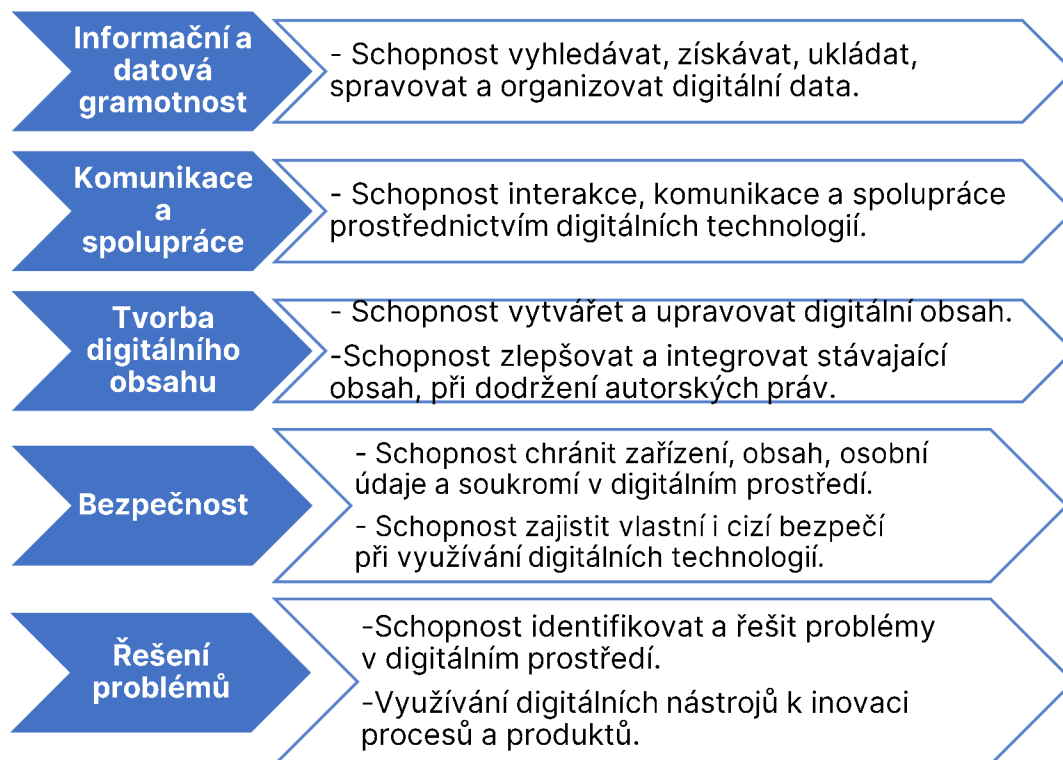 Informační a
datová
gramotnost
- Schopnost vyhledávat, získávat, ukládat,
spravovat a organizovat digitální data.
Komunikace
a
spolupráce
- Schopnost interakce, komunikace a spolupráce
prostřednictvím digitálních technologií.
Tvorba
digitálního
obsahu
- Schopnost vytvářet a upravovat digitální obsah.
-Schopnost zlepšovat a integrovat stávajaící
obsah, při dodržení autorských práv.
Bezpečnost
- Schopnost chránit zařízení, obsah, osobní
údaje a soukromí v digitálním prostředí.
- Schopnost zajistit vlastní i cizí bezpečí
při využívání digitálních technologií.
Řešení
problémů
-Schopnost identifikovat a řešit problémy
v digitálním prostředí.
-Využívání digitálních nástrojů k inovaci
procesů a produktů.